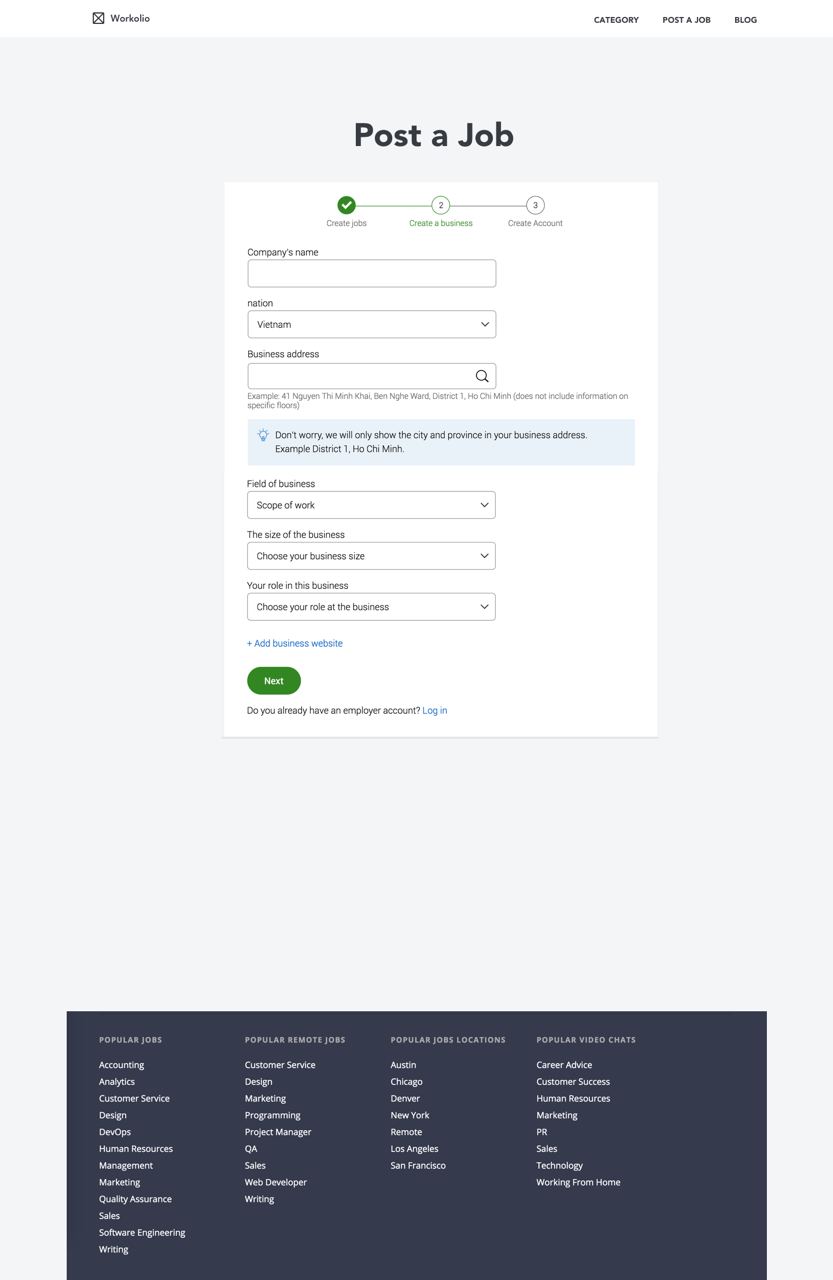 Workolio
CATEGORY
POST A JOB
BLOG
Post a Job
2
3
Create jobs
Create a business
Create Account
Company's name
nation
Vietnam
Business address
Example: 41 Nguyen Thi Minh Khai, Ben Nghe Ward, District 1, Ho Chi Minh (does not include information on
specific floors)
Don't worry, we will only show the city and province in your business address.
Example District 1, Ho Chi Minh.
Field of business
Scope of work
The size of the business
Choose your business size
Your role in this business
Choose your role at the business
+ Add business website
Next
Do you already have an employer account? Log in
POPULAR JOBS
Accounting
Analytics
Customer Service
Design
DevOps
Human Resources
Management
Marketing
Quality Assurance
Sales
Software Engineering
Writing
POPULAR REMOTE JOBS
Customer Service
Design
Marketing
Programming
Project Manager
QA
Sales
Web Developer
Writing
POPULAR JOBS LOCATIONS
Austin
Chicago
Denver
New York
Remote
Los Angeles
San Francisco
POPULAR VIDEO CHATS
Career Advice
Customer Success
Human Resources
Marketing
PR
Sales
Technology
Working From Home